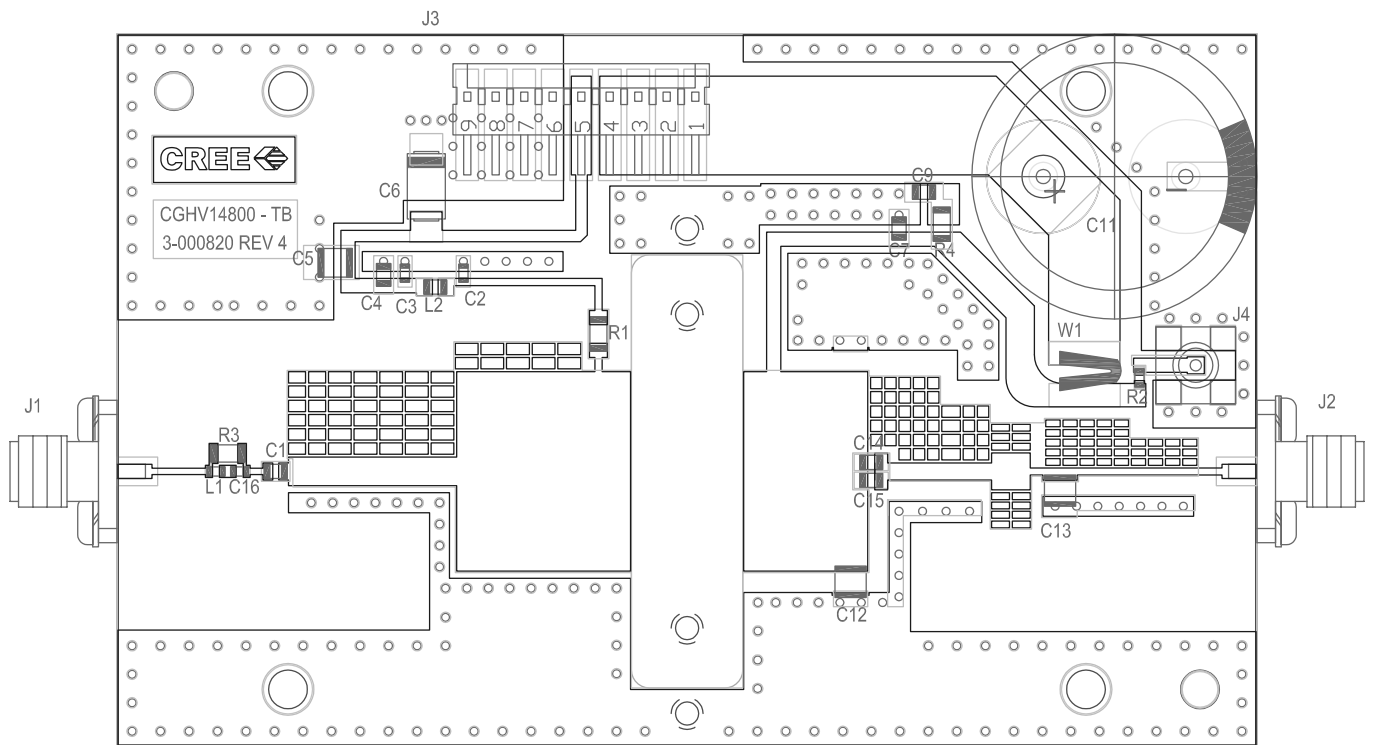 J3
9 8 7 6 5 4 3 2 1
CREE
C6
C9
CGHV14800 - TB
3-000820 REV 4
C11
C7 R4
C5
C4 C3 L2 C2
R1
W1
J4
R2
J1
J2
R3
C1
L1 C16
C14
C15
C13
C12
+